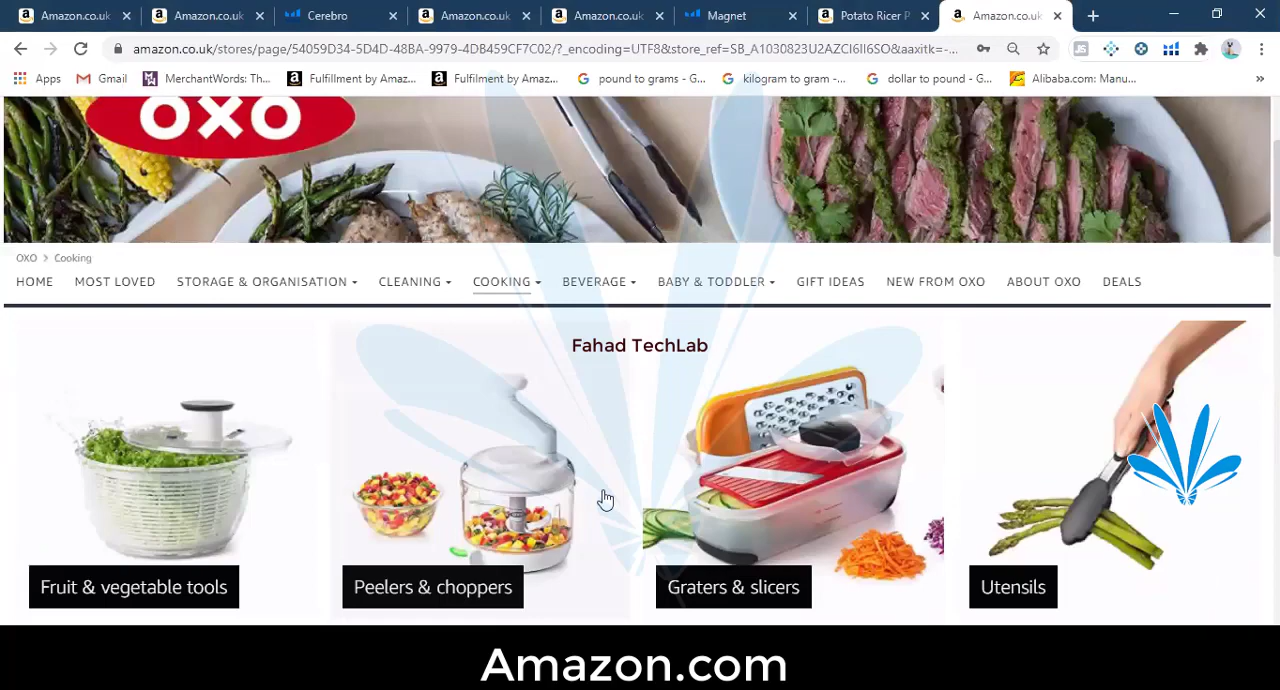 Amazon.co.uk
Amazon.co.uk
Cerebro
Amazon.co.uk
Amazon.co.uk
Magnet
Potato Ricer P
Amazon.co.uk
amazon.co.uk/stores/page/54059D34-5D4D-48BA-9979-4DB459CF7C02/?_encoding=UTF8&store_ref=SB_A1030823U2AZCI6II6SO&aaxitk=-...
Apps
Gmail
MerchantWords: Th...
Fulfillment by Amaz...
Fulfilment by Amaz...
pound to grams - G...
kilogram to gram -...
dollar to pound - G...
Alibaba.com: Manu...
»
OXO
OXO > Cooking
HOME MOST LOVED STORAGE & ORGANISATION CLEANING COOKING BEVERAGE BABY & TODDLER GIFT IDEAS NEW FROM OXO ABOUT OXO DEALS
Fahad TechLab
Fruit & vegetable tools
Peelers & choppers
Graters & slicers
Utensils
Amazon.com